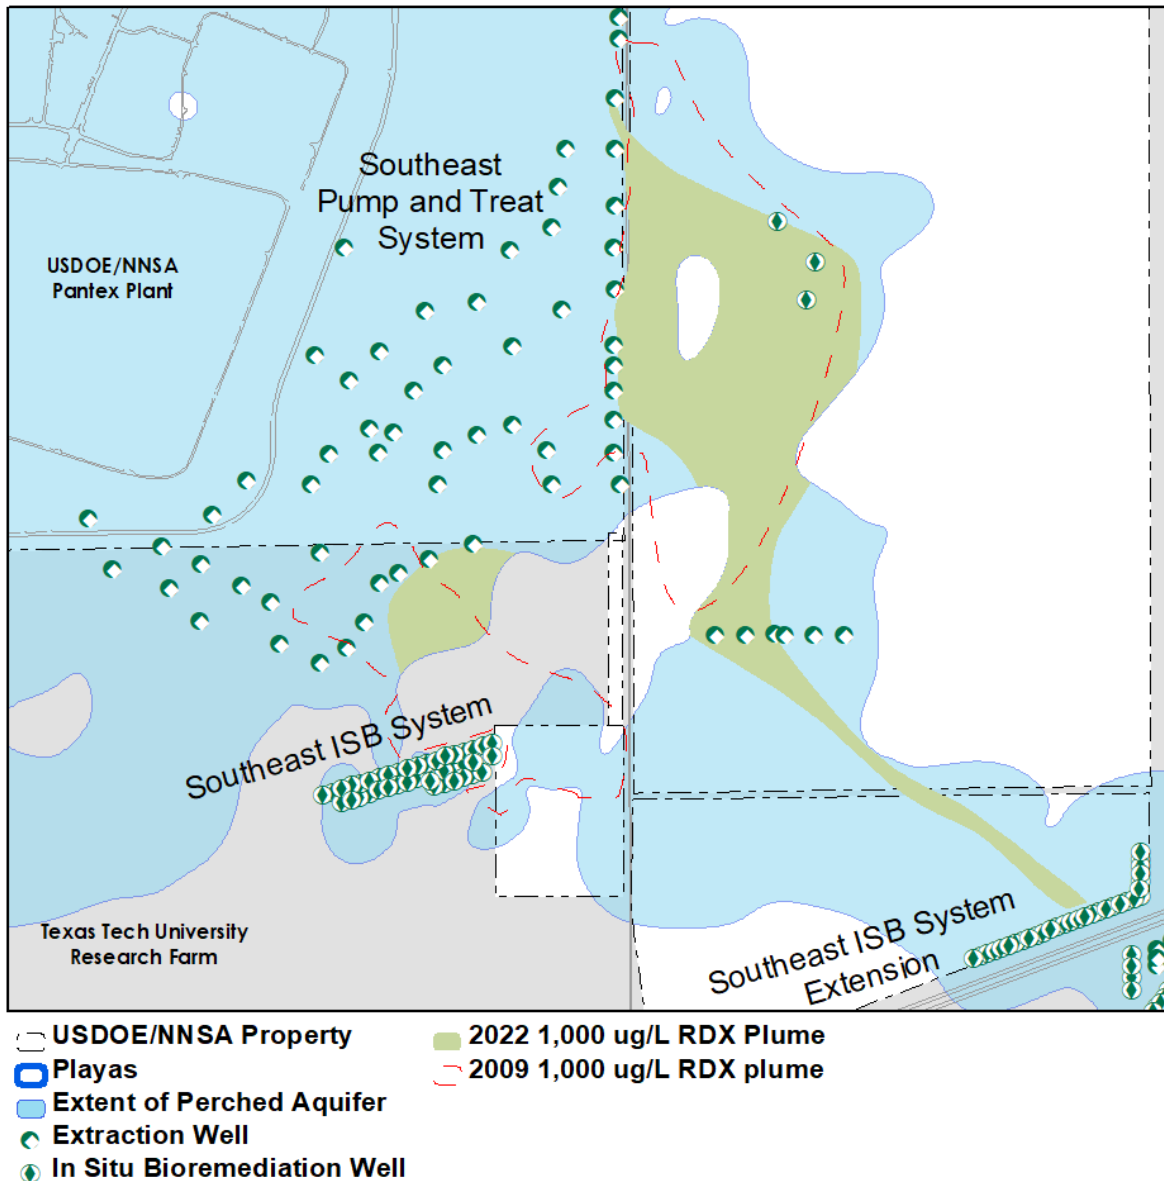 Southeast
Pump and Treat
System
USDOE/NNSA
Pantex Plant
Southeast ISB System
Texas Tech University
Research Farm
Southeast ISB System
Extension
USDOE/NNSA Property
Playas
Extent of Perched Aquifer
Extraction Well
In Situ Bioremediation Well
2022 1,000 ug/L RDX Plume
2009 1,000 ug/L RDX plume